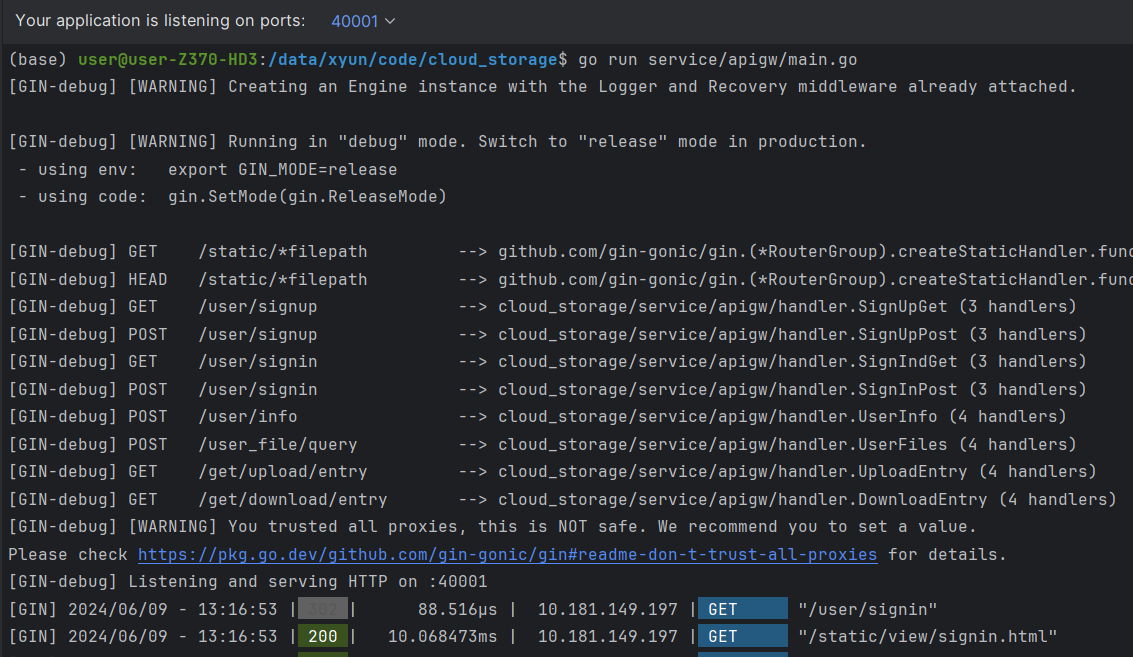 Your application is listening on ports: 40001
(base) user@user-Z370-HD3:/data/xyun/code/cloud_storage$ go run service/apigw/main.go
[GIN-debug] [WARNING] Creating an Engine instance with the Logger and Recovery middleware already attached.
[GIN-debug] [WARNING] Running in "debug" mode. Switch to "release" mode in production.
- using env: export GIN_MODE=release
- using code: gin.SetMode(gin.ReleaseMode)
[GIN-debug] GET /static/*filepath --> github.com/gin-gonic/gin.(*RouterGroup).createStaticHandler.func
[GIN-debug] HEAD /static/*filepath --> github.com/gin-gonic/gin.(*RouterGroup).createStaticHandler.func
[GIN-debug] GET /user/signup --> cloud_storage/service/apigw/handler.SignUpGet (3 handlers)
[GIN-debug] POST /user/signup --> cloud_storage/service/apigw/handler.SignUpPost (3 handlers)
[GIN-debug] GET /user/signin --> cloud_storage/service/apigw/handler.SignIndGet (3 handlers)
[GIN-debug] POST /user/signin --> cloud_storage/service/apigw/handler.SignInPost (3 handlers)
[GIN-debug] POST /user/info --> cloud_storage/service/apigw/handler.UserInfo (4 handlers)
[GIN-debug] POST /user_file/query --> cloud_storage/service/apigw/handler.UserFiles (4 handlers)
[GIN-debug] GET /get/upload/entry --> cloud_storage/service/apigw/handler.UploadEntry (4 handlers)
[GIN-debug] GET /get/download/entry --> cloud_storage/service/apigw/handler.DownloadEntry (4 handlers)
[GIN-debug] [WARNING] You trusted all proxies, this is NOT safe. We recommend you to set a value.
Please check https://pkg.go.dev/github.com/gin-gonic/gin#readme-don-t-trust-all-proxies for details.
[GIN-debug] Listening and serving HTTP on :40001
[GIN] 2024/06/09 - 13:16:53 | 302 | 88.516µs | 10.181.149.197 | GET "/user/signin"
[GIN] 2024/06/09 - 13:16:53 | 200 | 10.068473ms | 10.181.149.197 | GET "/static/view/signin.html"